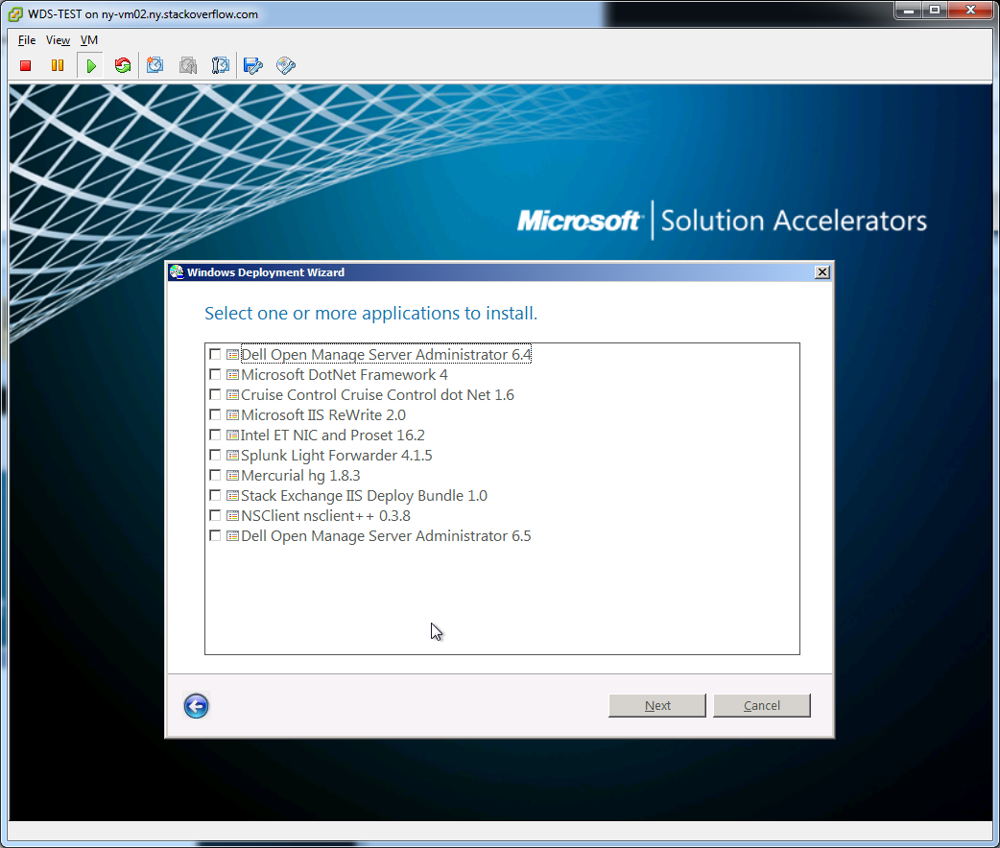 WDS-TEST on ny-vm02.ny.stackoverflow.com
File View VM
Microsoft | Solution Accelerators
Windows Deployment Wizard
Select one or more applications to install.
Dell Open Manage Server Administrator 6.4
Microsoft DotNet Framework 4
Cruise Control Cruise Control dot Net 1.6
Microsoft IIS ReWrite 2.0
Intel ET NIC and Proset 16.2
Splunk Light Forwarder 4.1.5
Mercurial hg 1.8.3
Stack Exchange IIS Deploy Bundle 1.0
NSClient nsclient++ 0.3.8
Dell Open Manage Server Administrator 6.5
Next Cancel